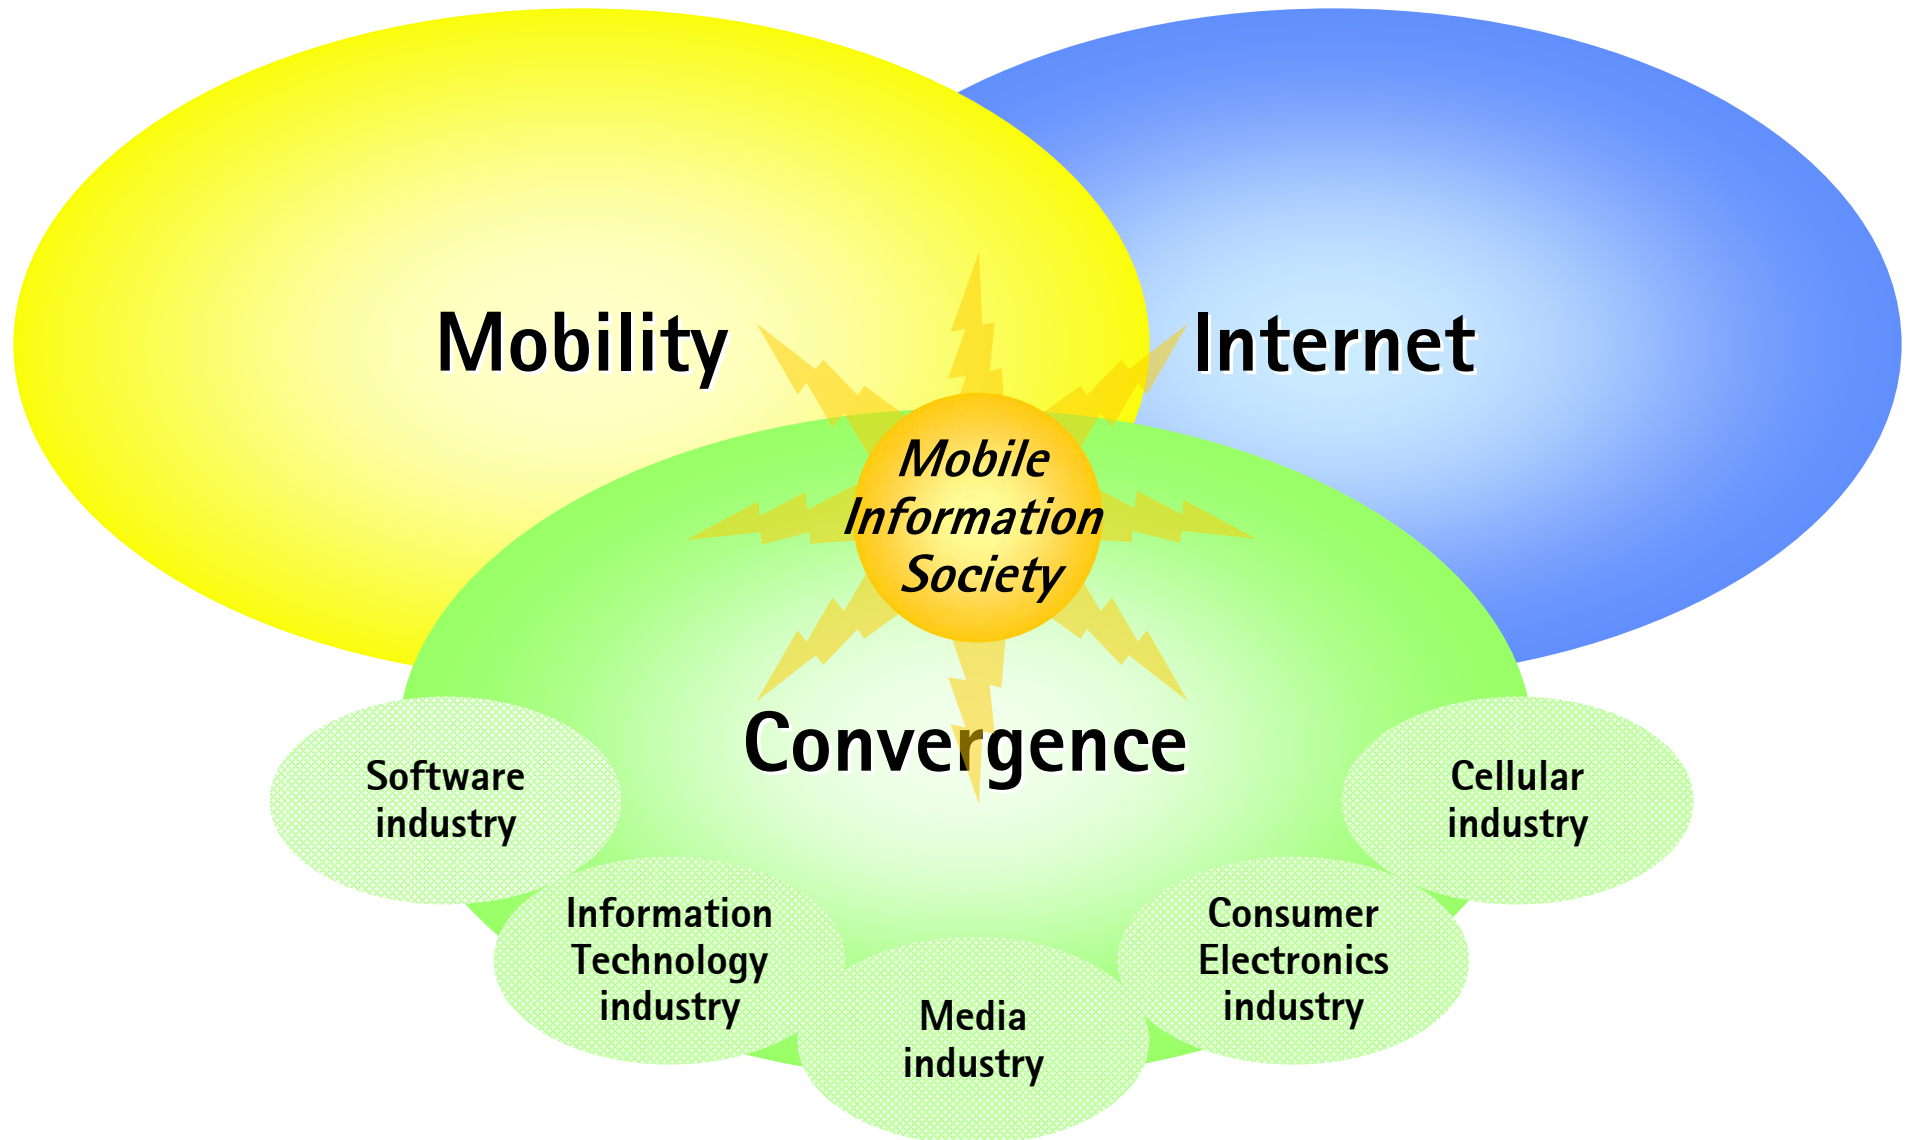 Mobility
Internet
Mobile
Information
Society
Convergence
Software
industry
Information
Technology
industry
Media
industry
Consumer
Electronics
industry
Cellular
industry